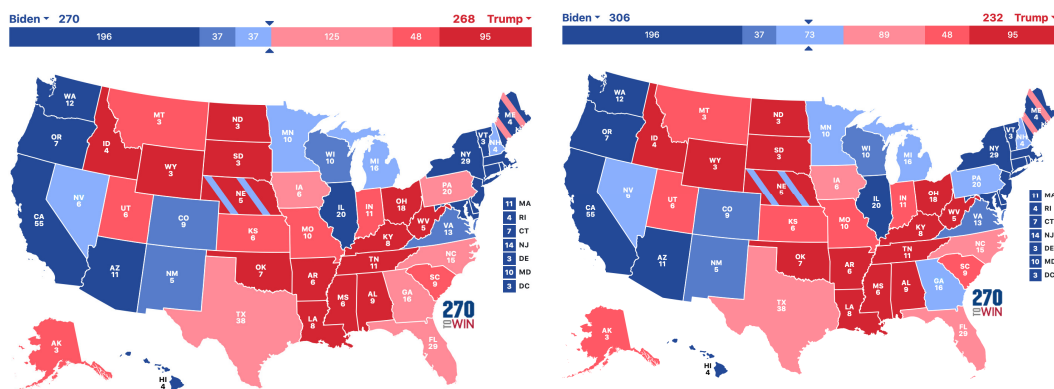 Biden 270
268 Trump
196 37 37 125 48 95
WA
12
OR
7
CA
55
NV
6
ID
4
MT
3
WY
3
UT
6
AZ
11
CO
9
NM
5
ND
3
SD
3
NE
5
KS
6
OK
7
TX
38
MN
10
IA
6
MO
10
AR
6
LA
8
WI
10
IL
20
MI
16
IN
11
OH
18
KY
8
TN
11
MS
6
AL
9
GA
16
FL
29
SC
9
NC
15
VA
13
WV
5
PA
20
NY
29
VT
3
NH
4
ME
4
11 MA
4 RI
7 CT
14 NJ
3 DE
10 MD
3 DC
AK
3
HI
4
270
TO WIN
Biden 306
232 Trump
196 37 73 89 48 95
WA
12
OR
7
CA
55
NV
6
ID
4
MT
3
WY
3
UT
6
AZ
11
CO
9
NM
5
ND
3
SD
3
NE
5
KS
6
OK
7
TX
38
MN
10
IA
6
MO
10
AR
6
LA
8
WI
10
IL
20
MI
16
IN
11
OH
18
KY
8
TN
11
MS
6
AL
9
GA
16
FL
29
SC
9
NC
15
VA
13
WV
5
PA
20
NY
29
VT
3
NH
4
ME
4
11 MA
4 RI
7 CT
14 NJ
3 DE
10 MD
3 DC
AK
3
HI
4
270
TO WIN